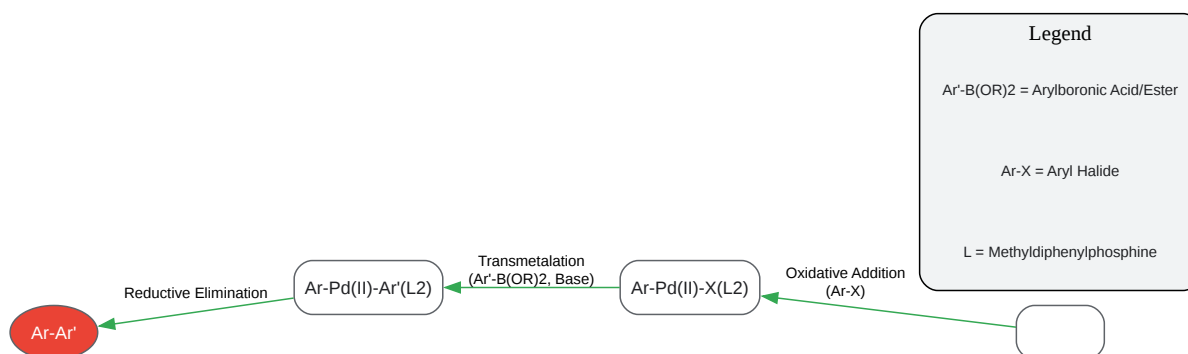 Legend
Ar'-B(OR)2 = Arylboronic Acid/Ester
Ar-X = Aryl Halide
L = Methyldiphenylphosphine
Oxidative Addition
(Ar-X)
Transmetalation
(Ar'-B(OR)2, Base)
Ar-Pd(II)-X(L2)
Ar-Pd(II)-Ar'(L2)
Reductive Elimination
Ar-Ar'